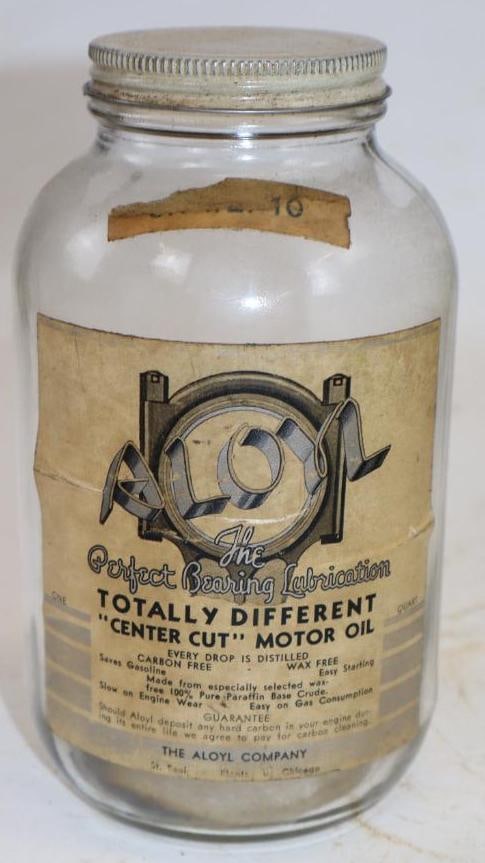 10
ALOYL
The
Perfect Bearing Lubrication
ONE QUART
TOTALLY DIFFERENT
"CENTER CUT" MOTOR OIL
EVERY DROP IS DISTILLED
CARBON FREE - WAX FREE
Saves Gasoline Easy Starting
Made from especially selected wax-
free 100% Pure Paraffin Base Crude.
Slow on Engine Wear - Easy on Gas Consumption
GUARANTEE
Should Aloyl deposit any hard carbon in your engine dur-
ing its entire life we agree to pay for carbon cleaning.
THE ALOYL COMPANY
St. Paul Plants Chicago